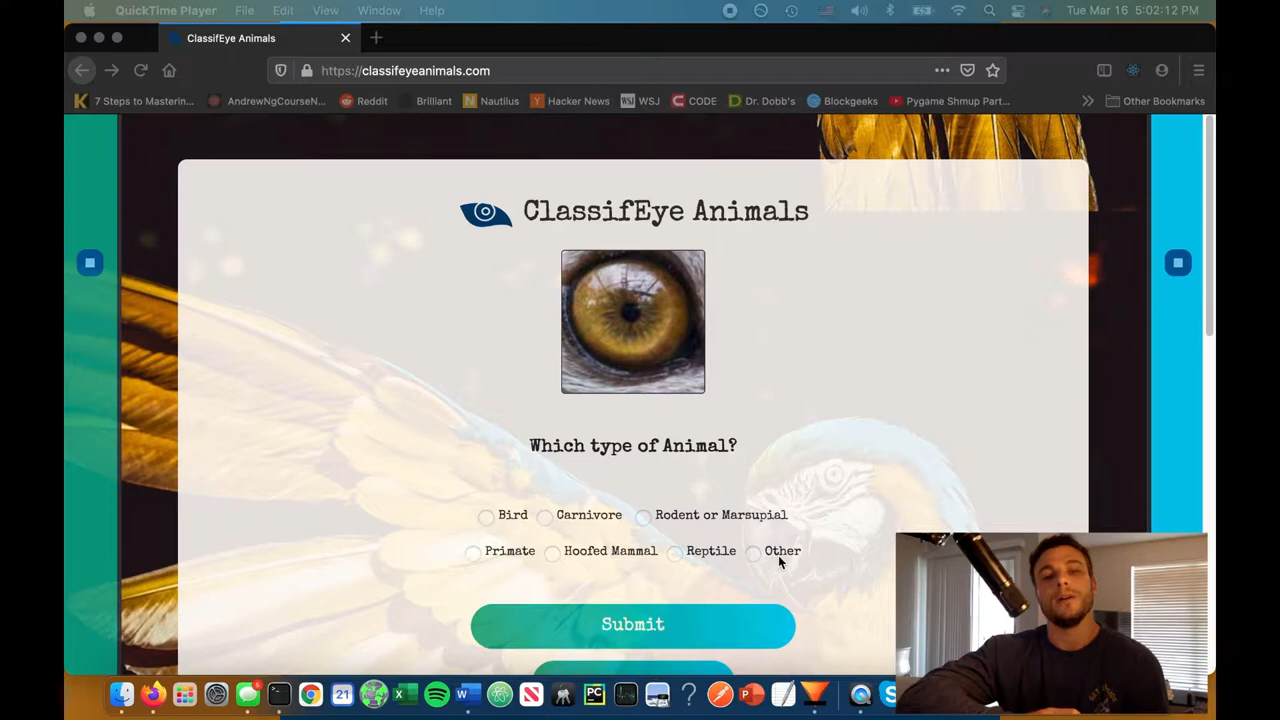 QuickTime Player File Edit View Window Help Tue Mar 16 5:02:12 PM
ClassifEye Animals
https://classifeyeanimals.com
7 Steps to Masterin... AndrewNgCourseN... Reddit Brilliant Nautilus Hacker News WSJ CODE Dr. Dobb's Blockgeeks Pygame Shmup Part... Other Bookmarks
ClassifEye Animals
Which type of Animal?
Bird Carnivore Rodent or Marsupial
Primate Hoofed Mammal Reptile Other
Submit
21 PC